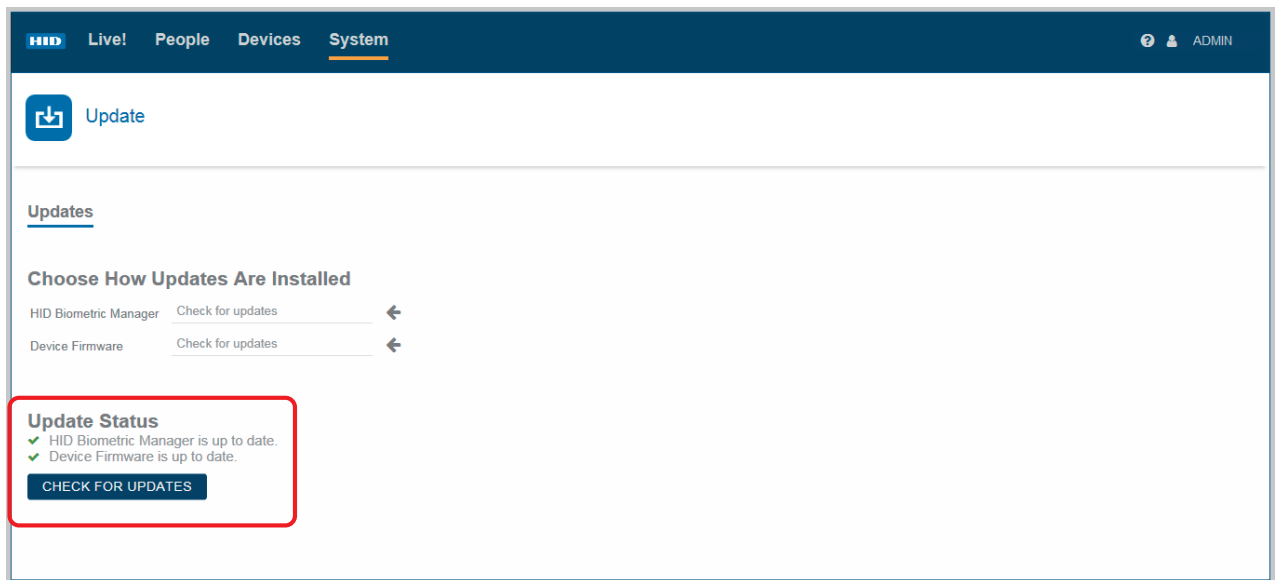 HID Live! People Devices System ADMIN
Update
Updates
Choose How Updates Are Installed
HID Biometric Manager Check for updates
Device Firmware Check for updates
Update Status
HID Biometric Manager is up to date.
Device Firmware is up to date.
CHECK FOR UPDATES